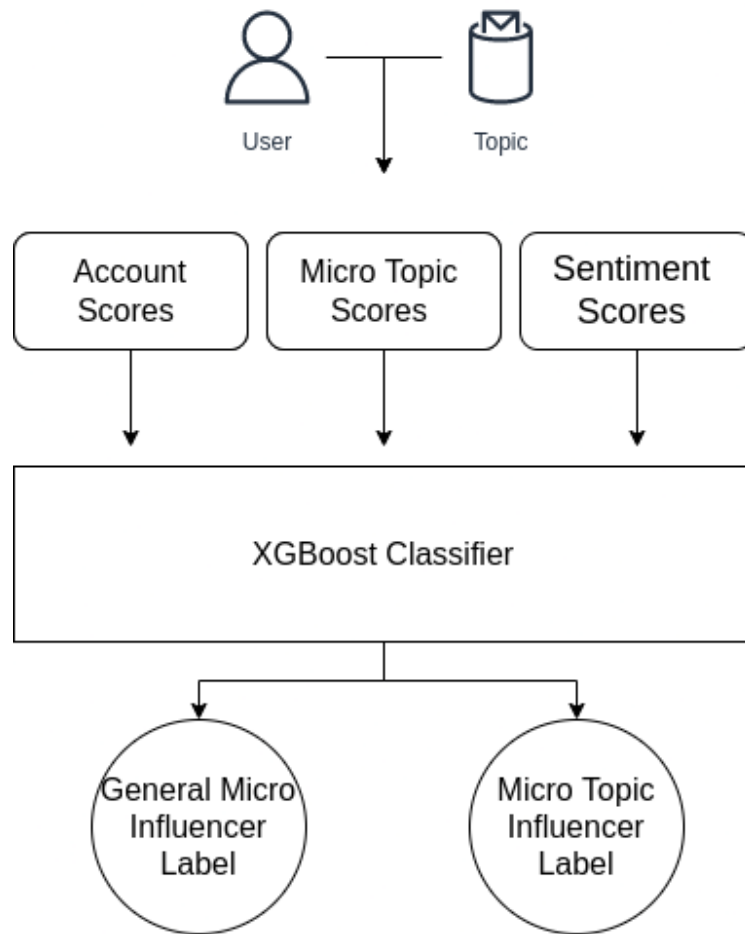 User
Topic
Account
Scores
Micro Topic
Scores
Sentiment
Scores
XGBoost Classifier
General Micro
Influencer
Label
Micro Topic
Influencer
Label